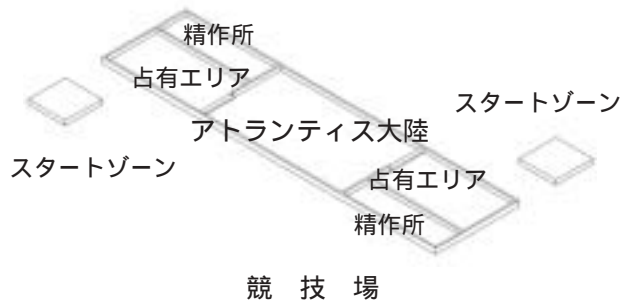 精作所
占有エリア
スタートゾーン
アトランティス大陸
スタートゾーン
占有エリア
精作所
競 技 場